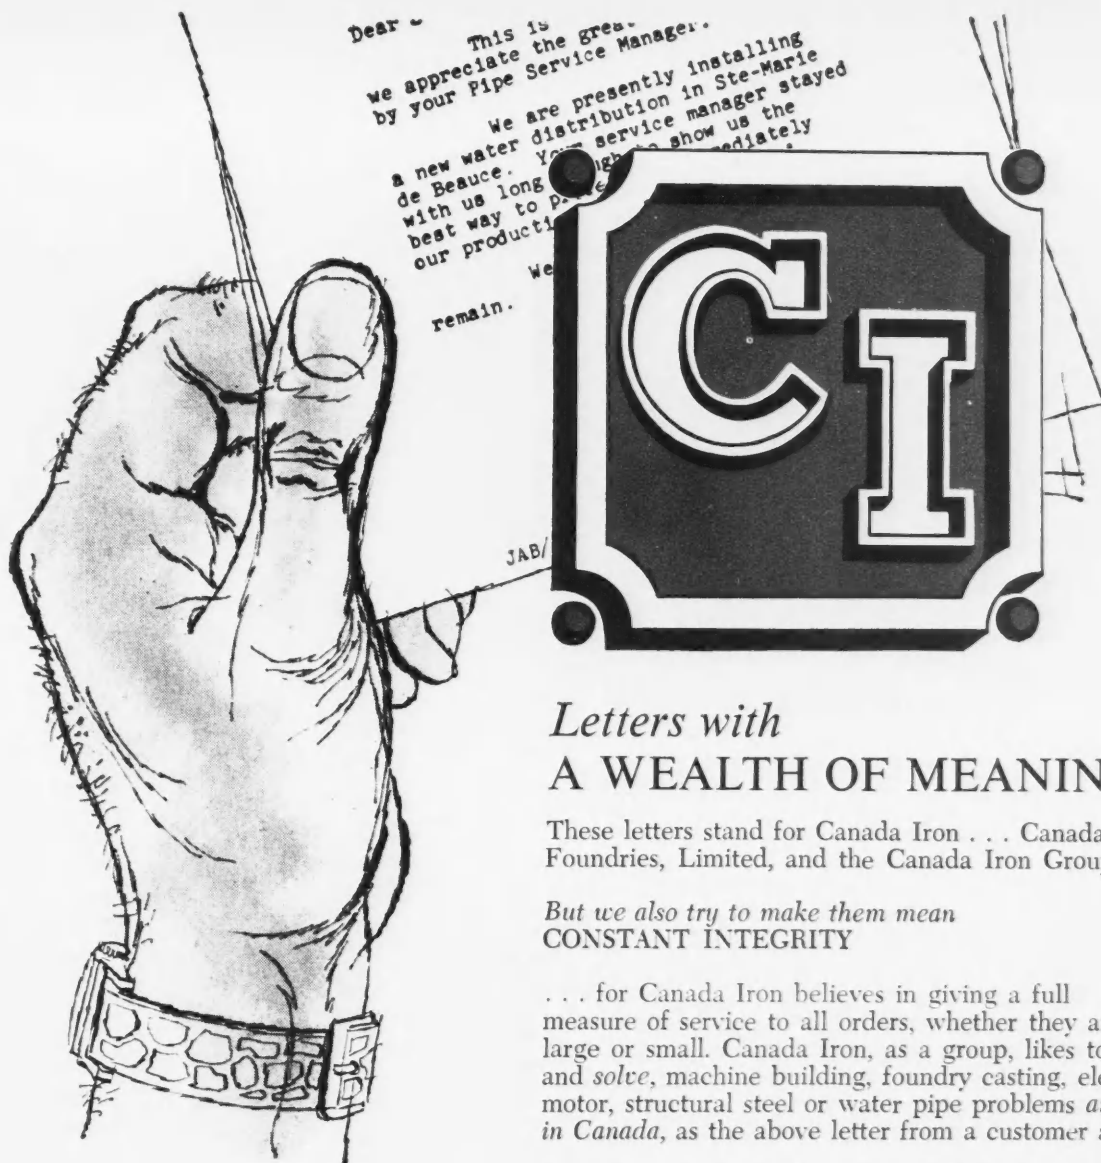 Dear
This is
we appreciate the
by your Pipe Service Manager.
We are presently installing
a new water distribution in Ste-Marie
de Beauce. Your service manager stayed
with us long to show us the
best way to
our
We
remain.
JAB/
CI
Letters with
A WEALTH OF MEANIN
These letters stand for Canada Iron . . . Canada
Foundries, Limited, and the Canada Iron Grou
But we also try to make them mean
CONSTANT INTEGRITY
. . . for Canada Iron believes in giving a full
measure of service to all orders, whether they a
large or small. Canada Iron, as a group, likes to
and solve, machine building, foundry casting, ele
motor, structural steel or water pipe problems a
in Canada, as the above letter from a customer a